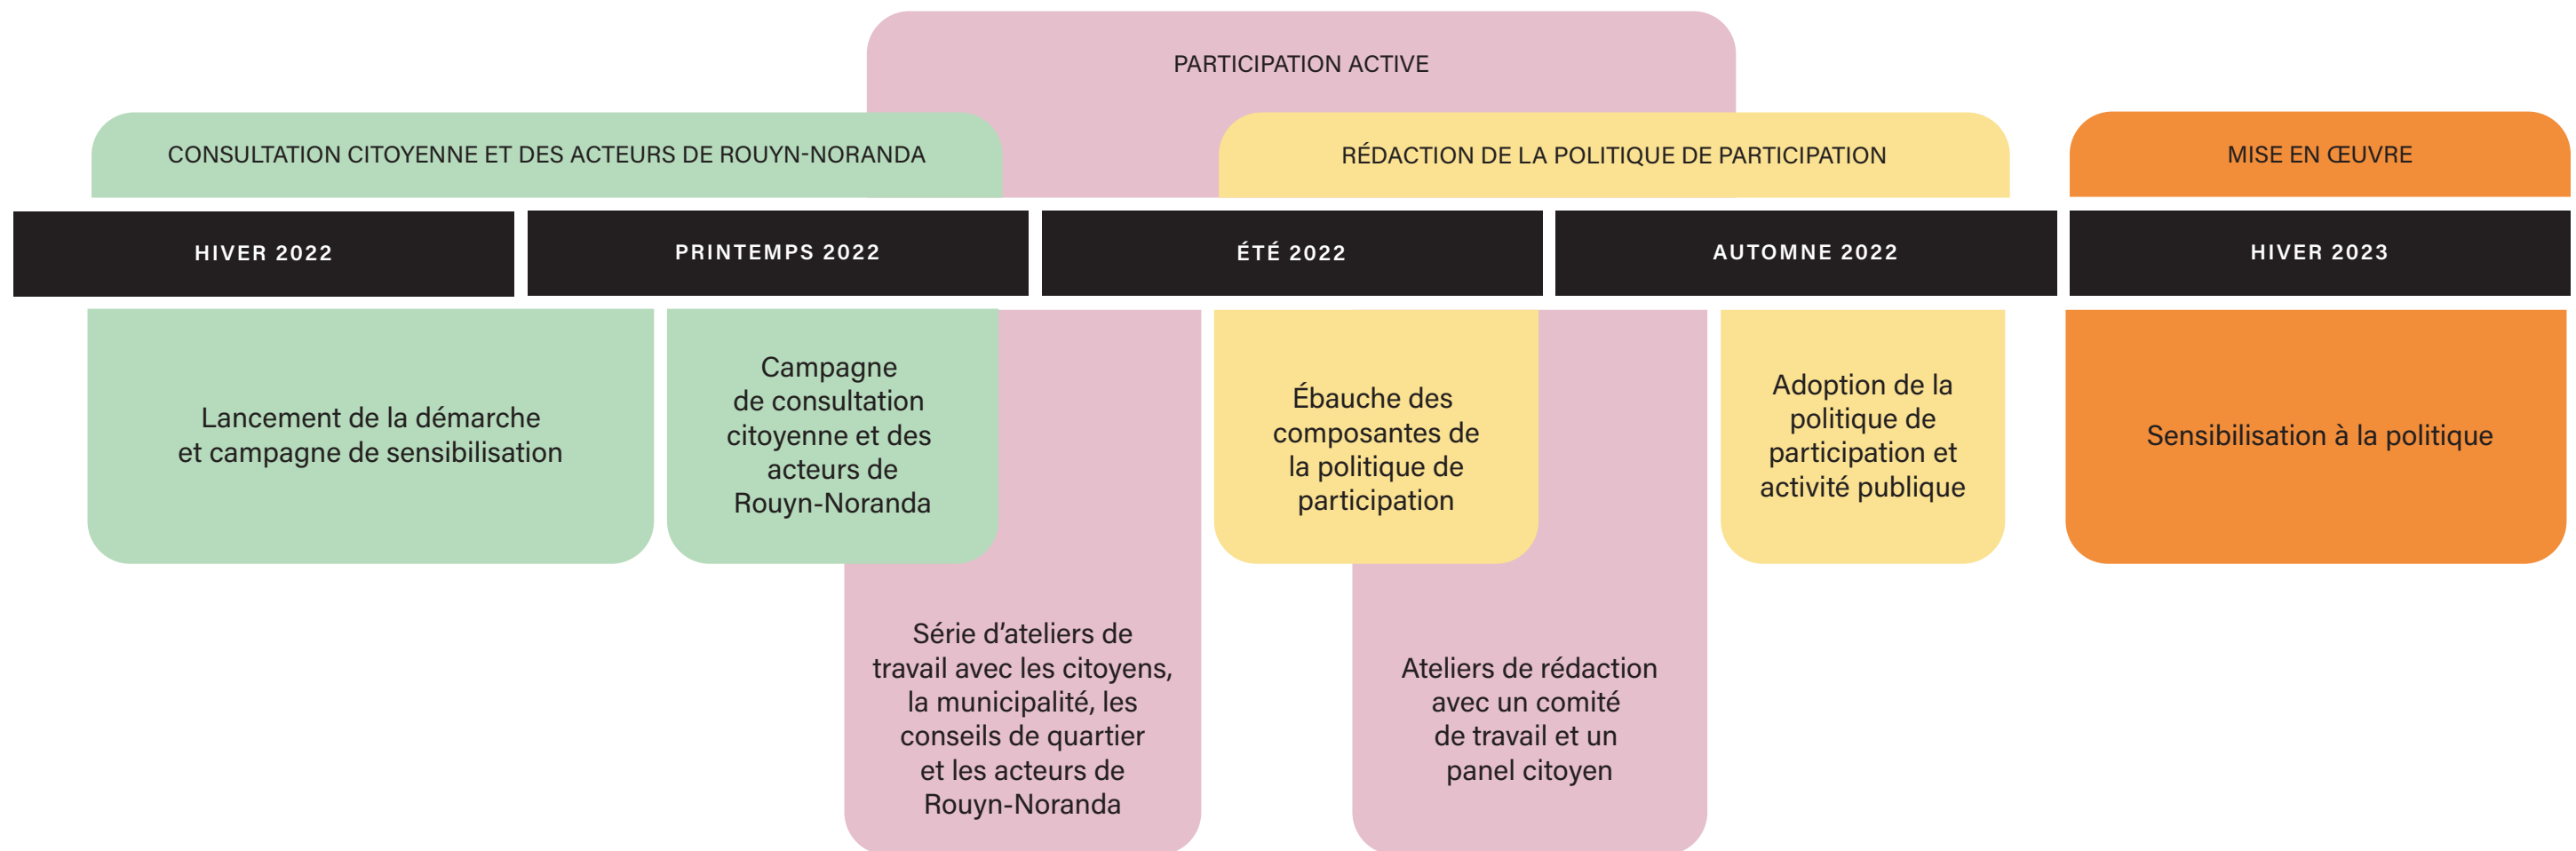 PARTICIPATION ACTIVE
CONSULTATION CITOYENNE ET DES ACTEURS DE ROUYN-NORANDA
RÉDACTION DE LA POLITIQUE DE PARTICIPATION
MISE EN ŒUVRE
HIVER 2022
PRINTEMPS 2022
ÉTÉ 2022
AUTOMNE 2022
HIVER 2023
Lancement de la démarche
et campagne de sensibilisation
Campagne
de consultation
citoyenne et des
acteurs de
Rouyn-Noranda
Ébauche des
composantes de
la politique de
participation
Adoption de la
politique de
participation et
activité publique
Sensibilisation à la politique
Série d'ateliers de
travail avec les citoyens,
la municipalité, les
conseils de quartier
et les acteurs de
Rouyn-Noranda
Ateliers de rédaction
avec un comité
de travail et un
panel citoyen